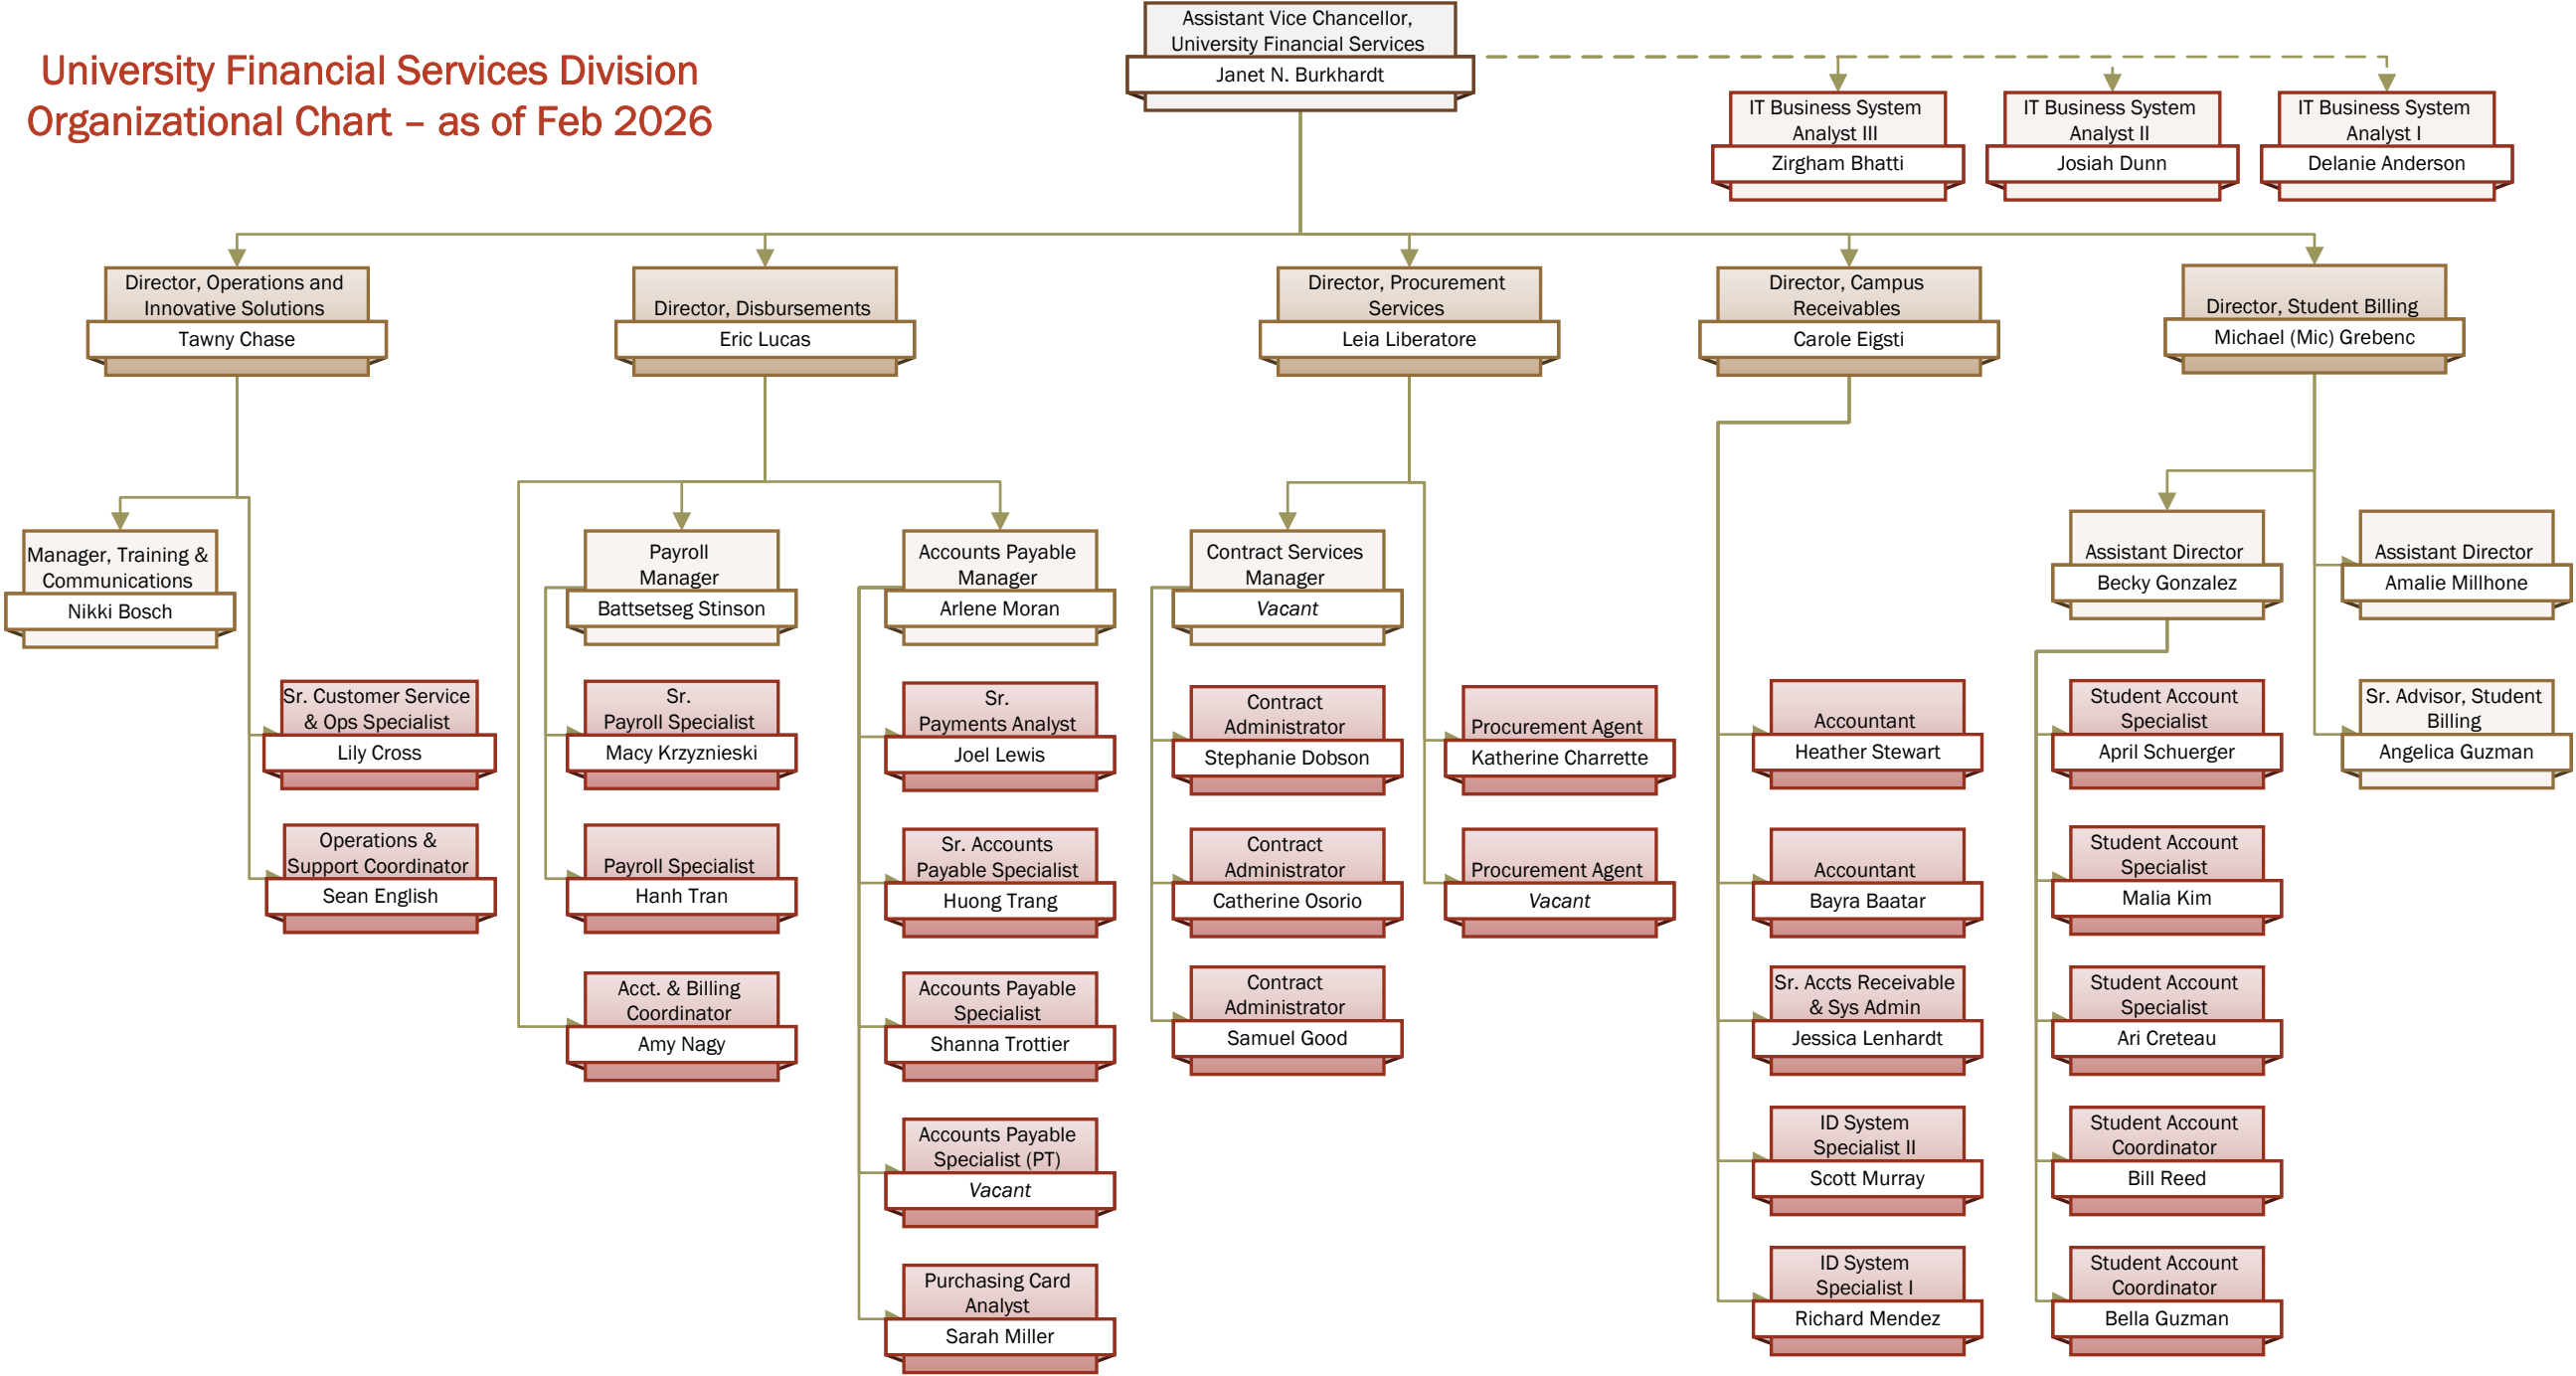 University Financial Services Division
Organizational Chart – as of Feb 2026
Assistant Vice Chancellor,
University Financial Services
Janet N. Burkhardt
IT Business System
Analyst III
Zirgham Bhatti
IT Business System
Analyst II
Josiah Dunn
IT Business System
Analyst I
Delanie Anderson
Director, Operations and
Innovative Solutions
Tawny Chase
Director, Disbursements
Eric Lucas
Director, Procurement
Services
Leia Liberatore
Director, Campus
Receivables
Carole Eigsti
Director, Student Billing
Michael (Mic) Grebenc
Manager, Training &
Communications
Nikki Bosch
Sr. Customer Service
& Ops Specialist
Lily Cross
Operations &
Support Coordinator
Sean English
Payroll
Manager
Battsetseg Stinson
Sr.
Payroll Specialist
Macy Krzyznieski
Payroll Specialist
Hanh Tran
Acct. & Billing
Coordinator
Amy Nagy
Accounts Payable
Manager
Arlene Moran
Sr.
Payments Analyst
Joel Lewis
Sr. Accounts
Payable Specialist
Huong Trang
Accounts Payable
Specialist
Shanna Trottier
Accounts Payable
Specialist (PT)
Vacant
Purchasing Card
Analyst
Sarah Miller
Contract Services
Manager
Vacant
Contract
Administrator
Stephanie Dobson
Contract
Administrator
Catherine Osorio
Contract
Administrator
Samuel Good
Procurement Agent
Katherine Charrette
Procurement Agent
Vacant
Accountant
Heather Stewart
Accountant
Bayra Baatar
Sr. Accts Receivable
& Sys Admin
Jessica Lenhardt
ID System
Specialist II
Scott Murray
ID System
Specialist I
Richard Mendez
Assistant Director
Becky Gonzalez
Student Account
Specialist
April Schuerger
Student Account
Specialist
Malia Kim
Student Account
Specialist
Ari Creteau
Student Account
Coordinator
Bill Reed
Student Account
Coordinator
Bella Guzman
Assistant Director
Amalie Millhone
Sr. Advisor, Student
Billing
Angelica Guzman